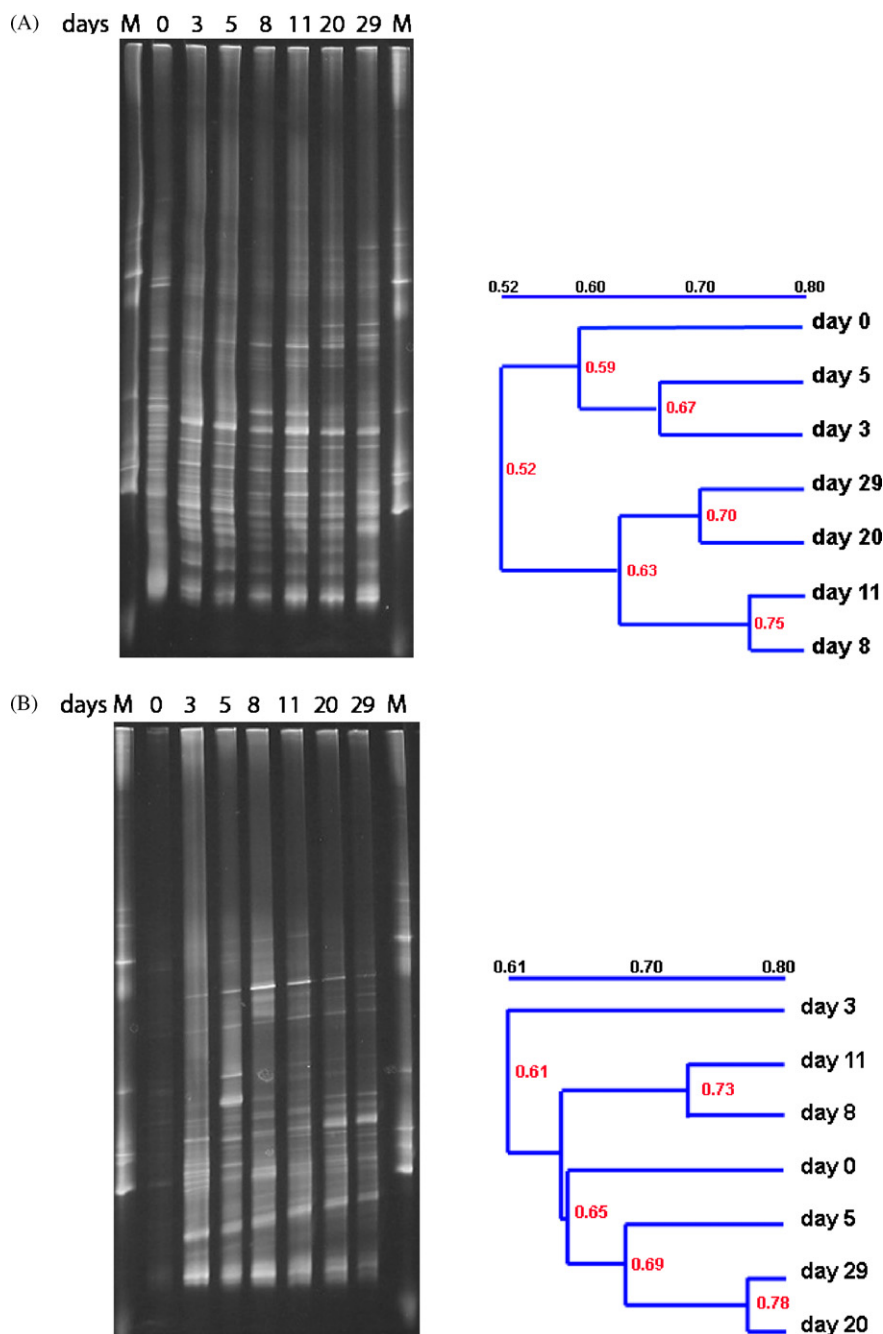 (A) days M 0 3 5 8 11 20 29 M
0.52 0.60 0.70 0.80
day 0
0.59
day 5
0.67
day 3
0.52
day 29
0.70
day 20
0.63
day 11
0.75
day 8
(B) days M 0 3 5 8 11 20 29 M
0.61 0.70 0.80
day 3
day 11
0.61
0.73
day 8
day 0
0.65
day 5
0.69
day 29
0.78
day 20